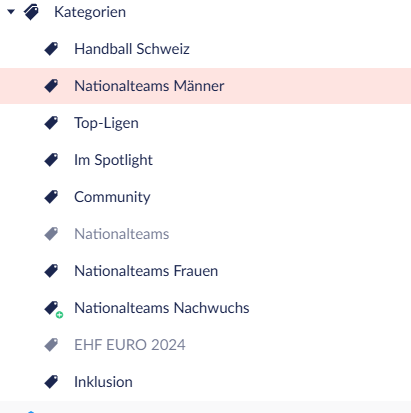 Kategorien
Handball Schweiz
Nationalteams Männer
Top-Ligen
Im Spotlight
Community
Nationalteams
Nationalteams Frauen
Nationalteams Nachwuchs
EHF EURO 2024
Inklusion